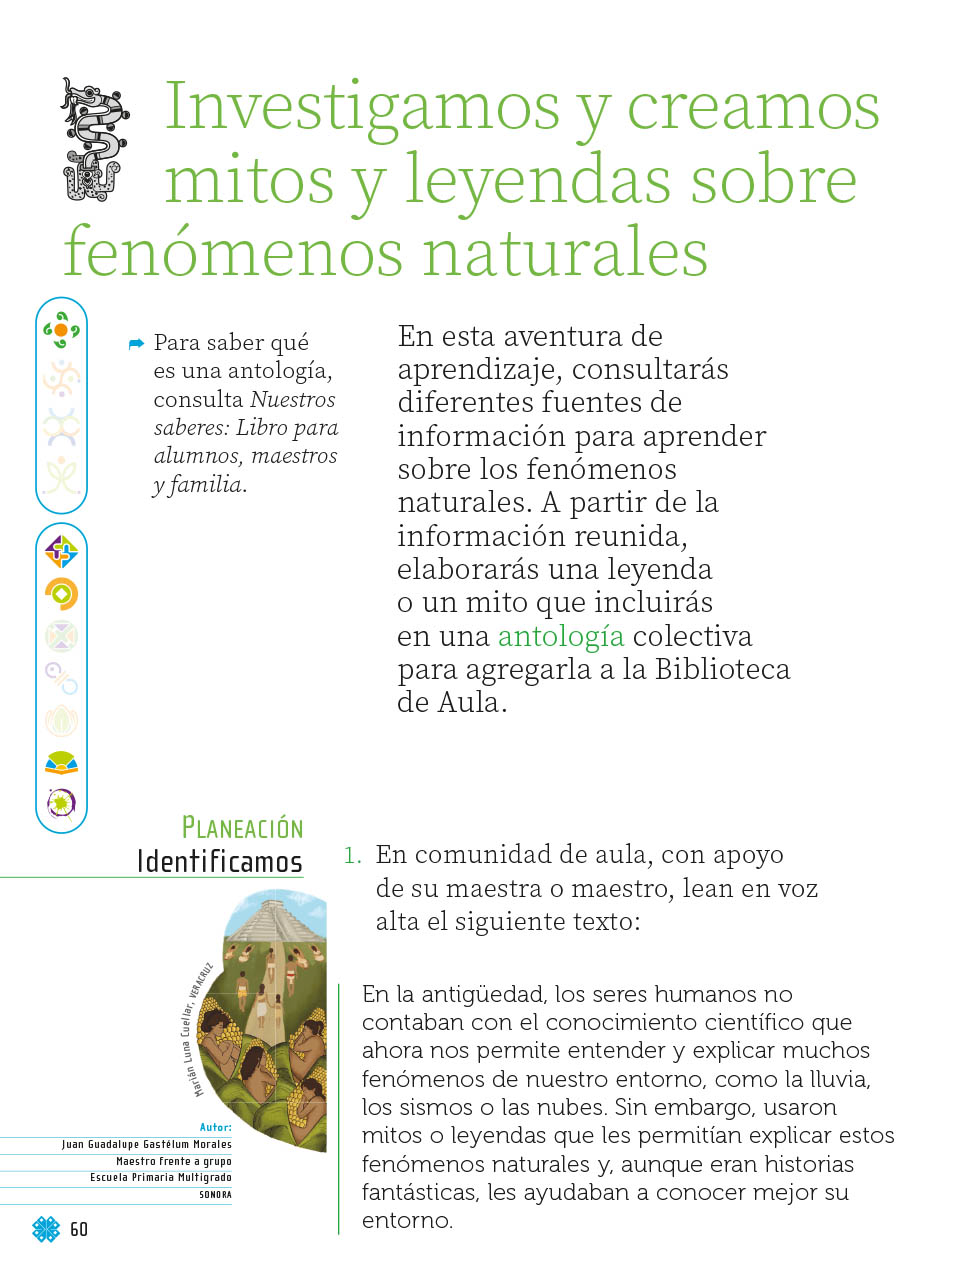 Investigamos y creamos
mitos y leyendas sobre
fenómenos naturales
Para saber qué
es una antología,
consulta Nuestros
saberes: Libro para
alumnos, maestros
y familia.
En esta aventura de
aprendizaje, consultarás
diferentes fuentes de
información para aprender
sobre los fenómenos
naturales. A partir de la
información reunida,
elaborarás una leyenda
o un mito que incluirás
en una antología colectiva
para agregarla a la Biblioteca
de Aula.
PLANEACIÓN
Identificamos
1. En comunidad de aula, con apoyo
de su maestra o maestro, lean en voz
alta el siguiente texto:
Marián Luna Cuellar, VERACRUZ
En la antigüedad, los seres humanos no
contaban con el conocimiento científico que
ahora nos permite entender y explicar muchos
fenómenos de nuestro entorno, como la lluvia,
los sismos o las nubes. Sin embargo, usaron
mitos o leyendas que les permitían explicar estos
fenómenos naturales y, aunque eran historias
fantásticas, les ayudaban a conocer mejor su
entorno.
Autor:
Juan Guadalupe Gastélum Morales
Maestro frente a grupo
Escuela Primaria Multigrado
SONORA
60